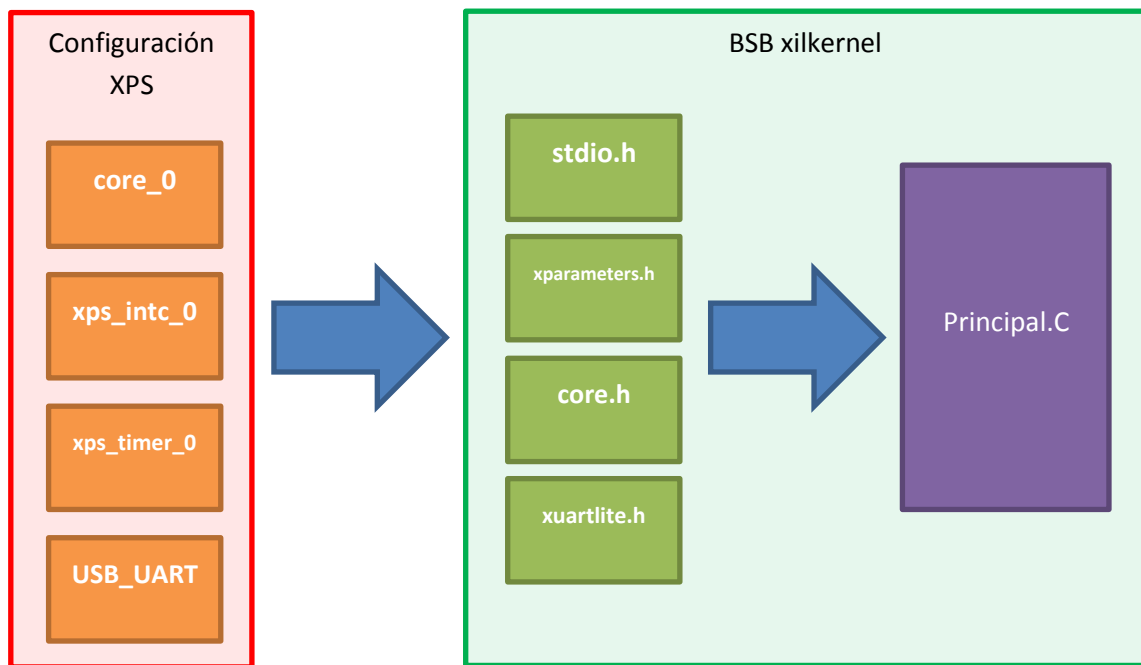 Configuración
XPS
core_0
xps_intc_0
xps_timer_0
USB_UART
BSB xilkernel
stdio.h
xparameters.h
core.h
xuartlite.h
Principal.C